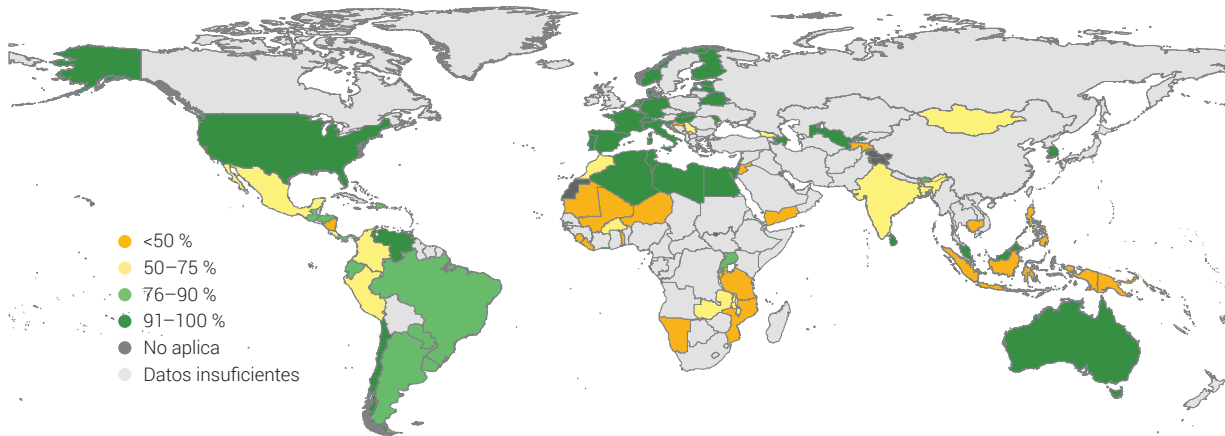 <50 %
50–75 %
76–90 %
91–100 %
No aplica
Datos insuficientes